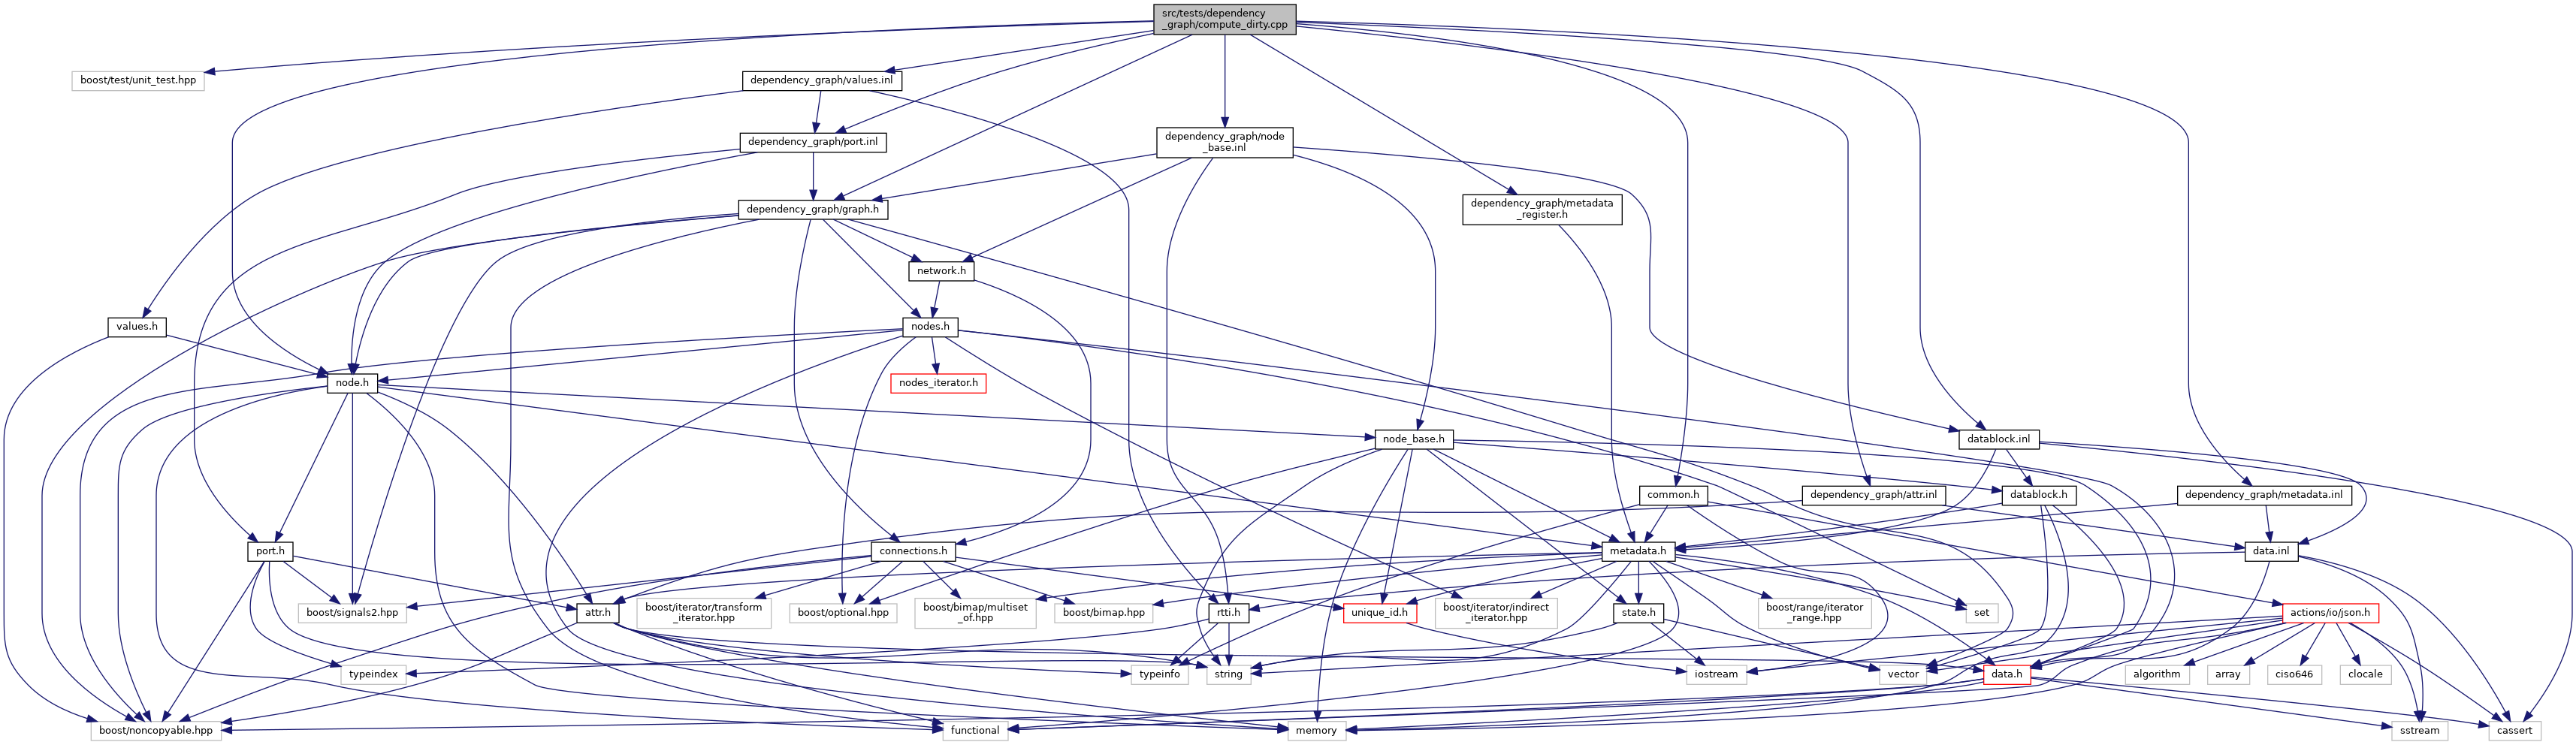 src/tests/dependency
_graph/compute_dirty.cpp
boost/test/unit_test.hpp
dependency_graph/values.inl
dependency_graph/port.inl
dependency_graph/node
_base.inl
dependency_graph/graph.h
dependency_graph/metadata
_register.h
network.h
values.h
nodes.h
node.h
nodes_iterator.h
node_base.h
datablock.inl
common.h
dependency_graph/attr.inl
datablock.h
dependency_graph/metadata.inl
port.h
connections.h
metadata.h
data.inl
boost/signals2.hpp
attr.h
boost/iterator/transform
_iterator.hpp
boost/optional.hpp
boost/bimap/multiset
_of.hpp
boost/bimap.hpp
rtti.h
unique_id.h
boost/iterator/indirect
_iterator.hpp
state.h
boost/range/iterator
_range.hpp
set
actions/io/json.h
typeindex
typeinfo
string
iostream
vector
data.h
algorithm
array
ciso646
clocale
boost/noncopyable.hpp
functional
memory
sstream
cassert